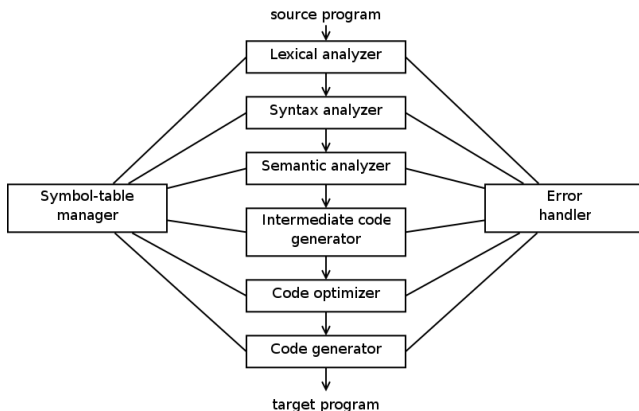 source program
Lexical analyzer
Syntax analyzer
Semantic analyzer
Symbol-table
manager
Error
handler
Intermediate code
generator
Code optimizer
Code generator
target program